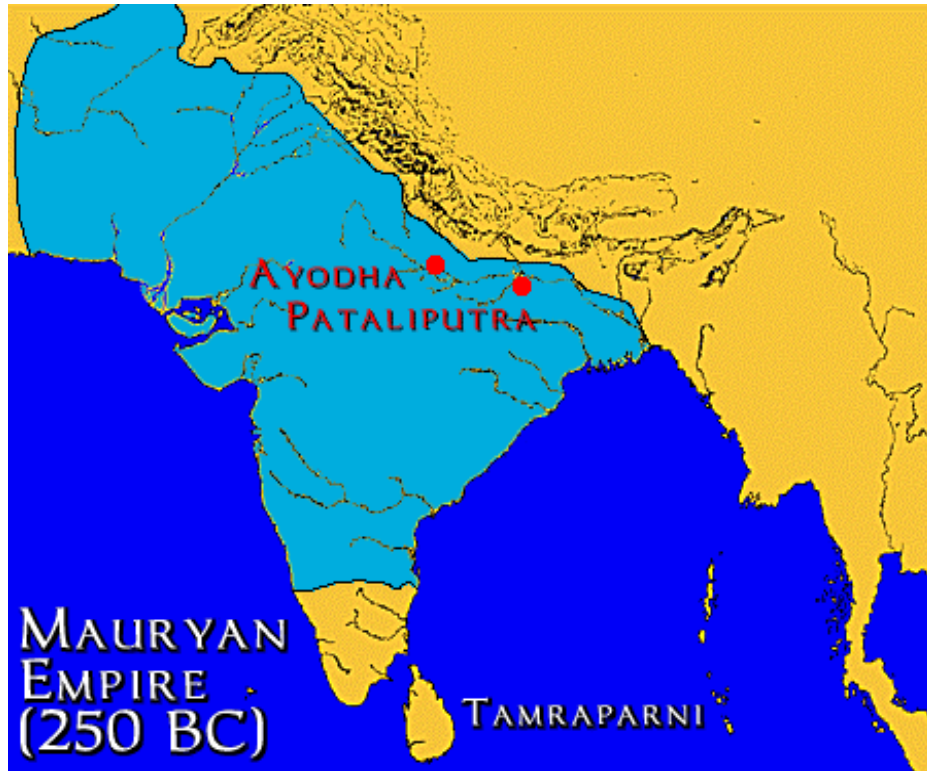 AYODHA
PATALIPUTRA
MAURYAN
EMPIRE
(250 BC)
TAMRAPARNI